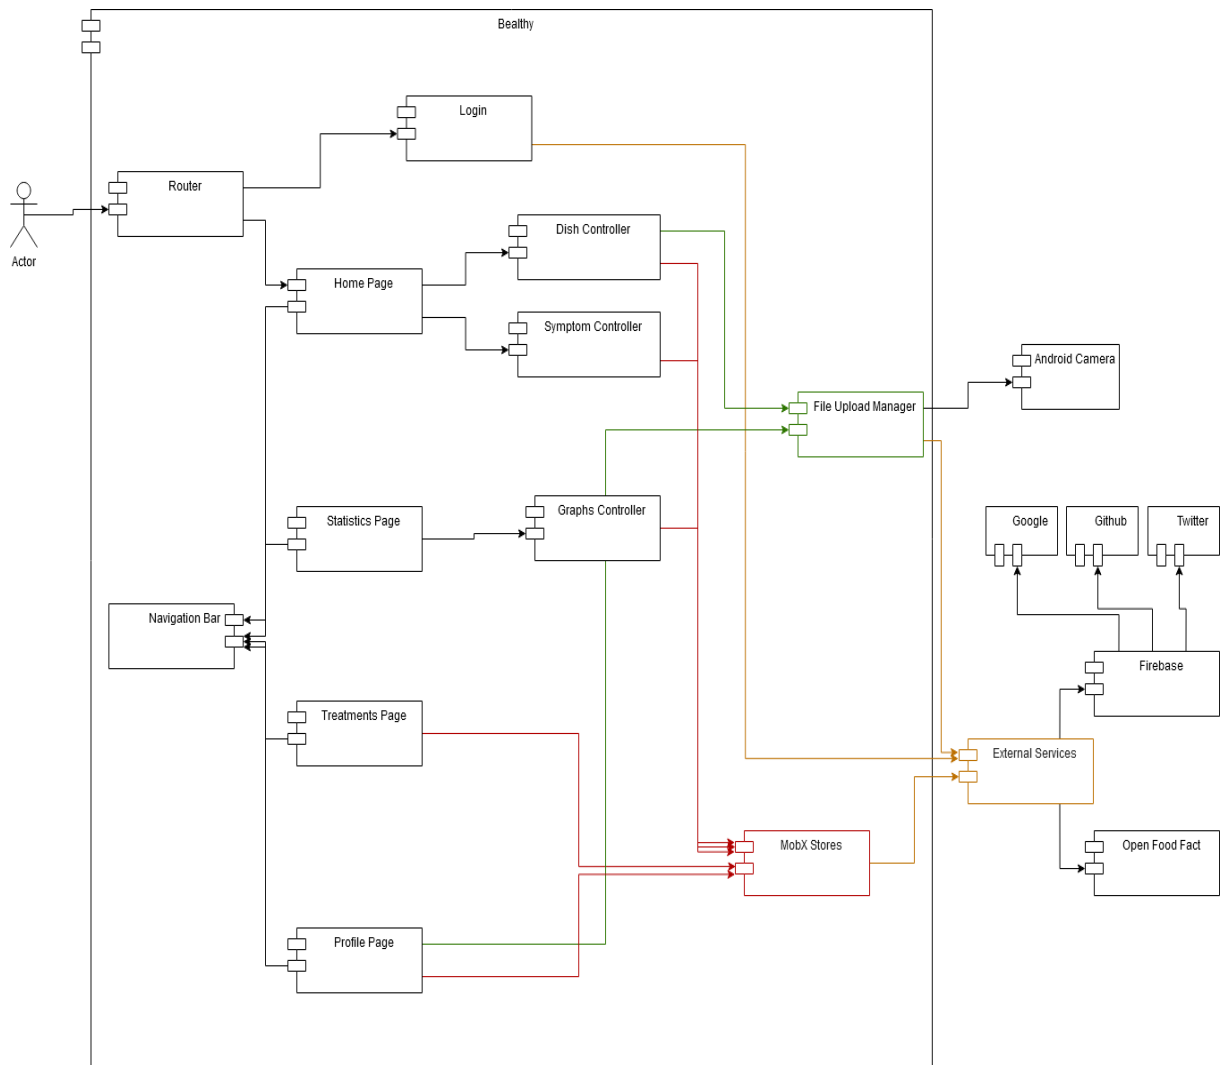 Bealthy
Login
Router
Actor
Dish Controller
Home Page
Symptom Controller
Android Camera
File Upload Manager
Statistics Page
Graphs Controller
Google
Github
Twitter
Navigation Bar
Firebase
Treatments Page
External Services
MobX Stores
Open Food Fact
Profile Page